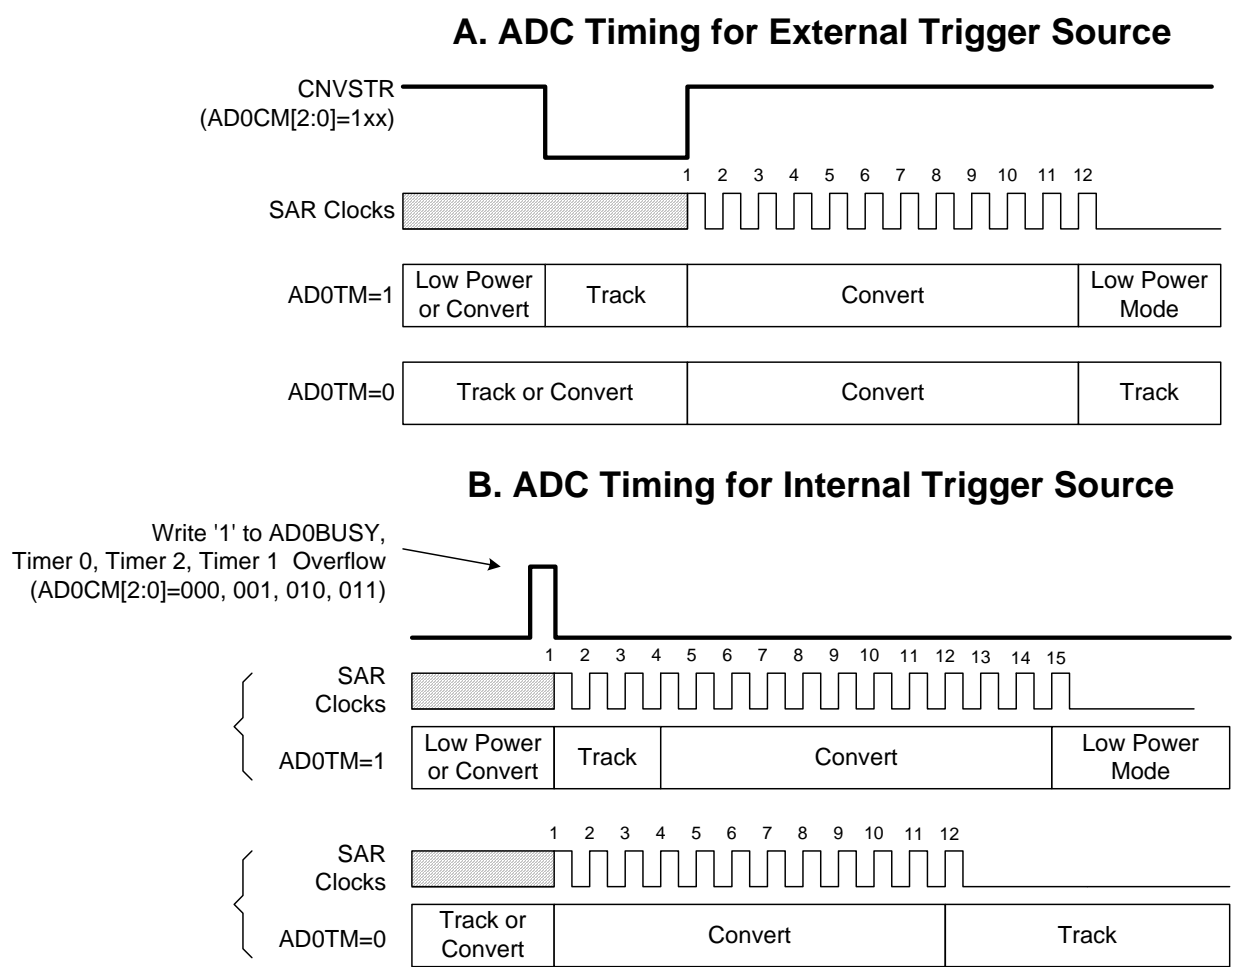 A. ADC Timing for External Trigger Source
CNVSTR
(AD0CM[2:0]=1xx)
1 2 3 4 5 6 7 8 9 10 11 12
SAR Clocks
AD0TM=1
Low Power
or Convert
Track
Convert
Low Power
Mode
AD0TM=0
Track or Convert
Convert
Track
B. ADC Timing for Internal Trigger Source
Write '1' to AD0BUSY,
Timer 0, Timer 2, Timer 1 Overflow
(AD0CM[2:0]=000, 001, 010, 011)
1 2 3 4 5 6 7 8 9 10 11 12 13 14 15
SAR
Clocks
AD0TM=1
Low Power
or Convert
Track
Convert
Low Power
Mode
1 2 3 4 5 6 7 8 9 10 11 12
SAR
Clocks
AD0TM=0
Track or
Convert
Convert
Track